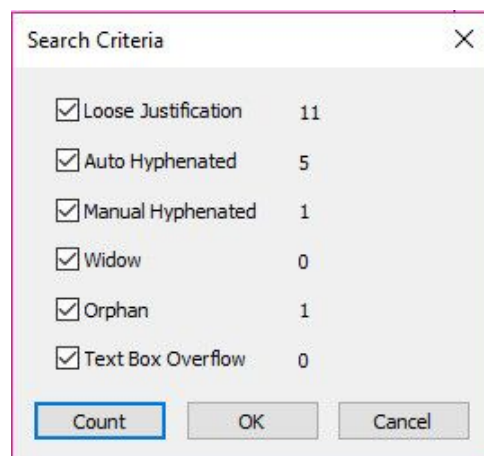 Search Criteria
Loose Justification 11
Auto Hyphenated 5
Manual Hyphenated 1
Widow 0
Orphan 1
Text Box Overflow 0
Count OK Cancel